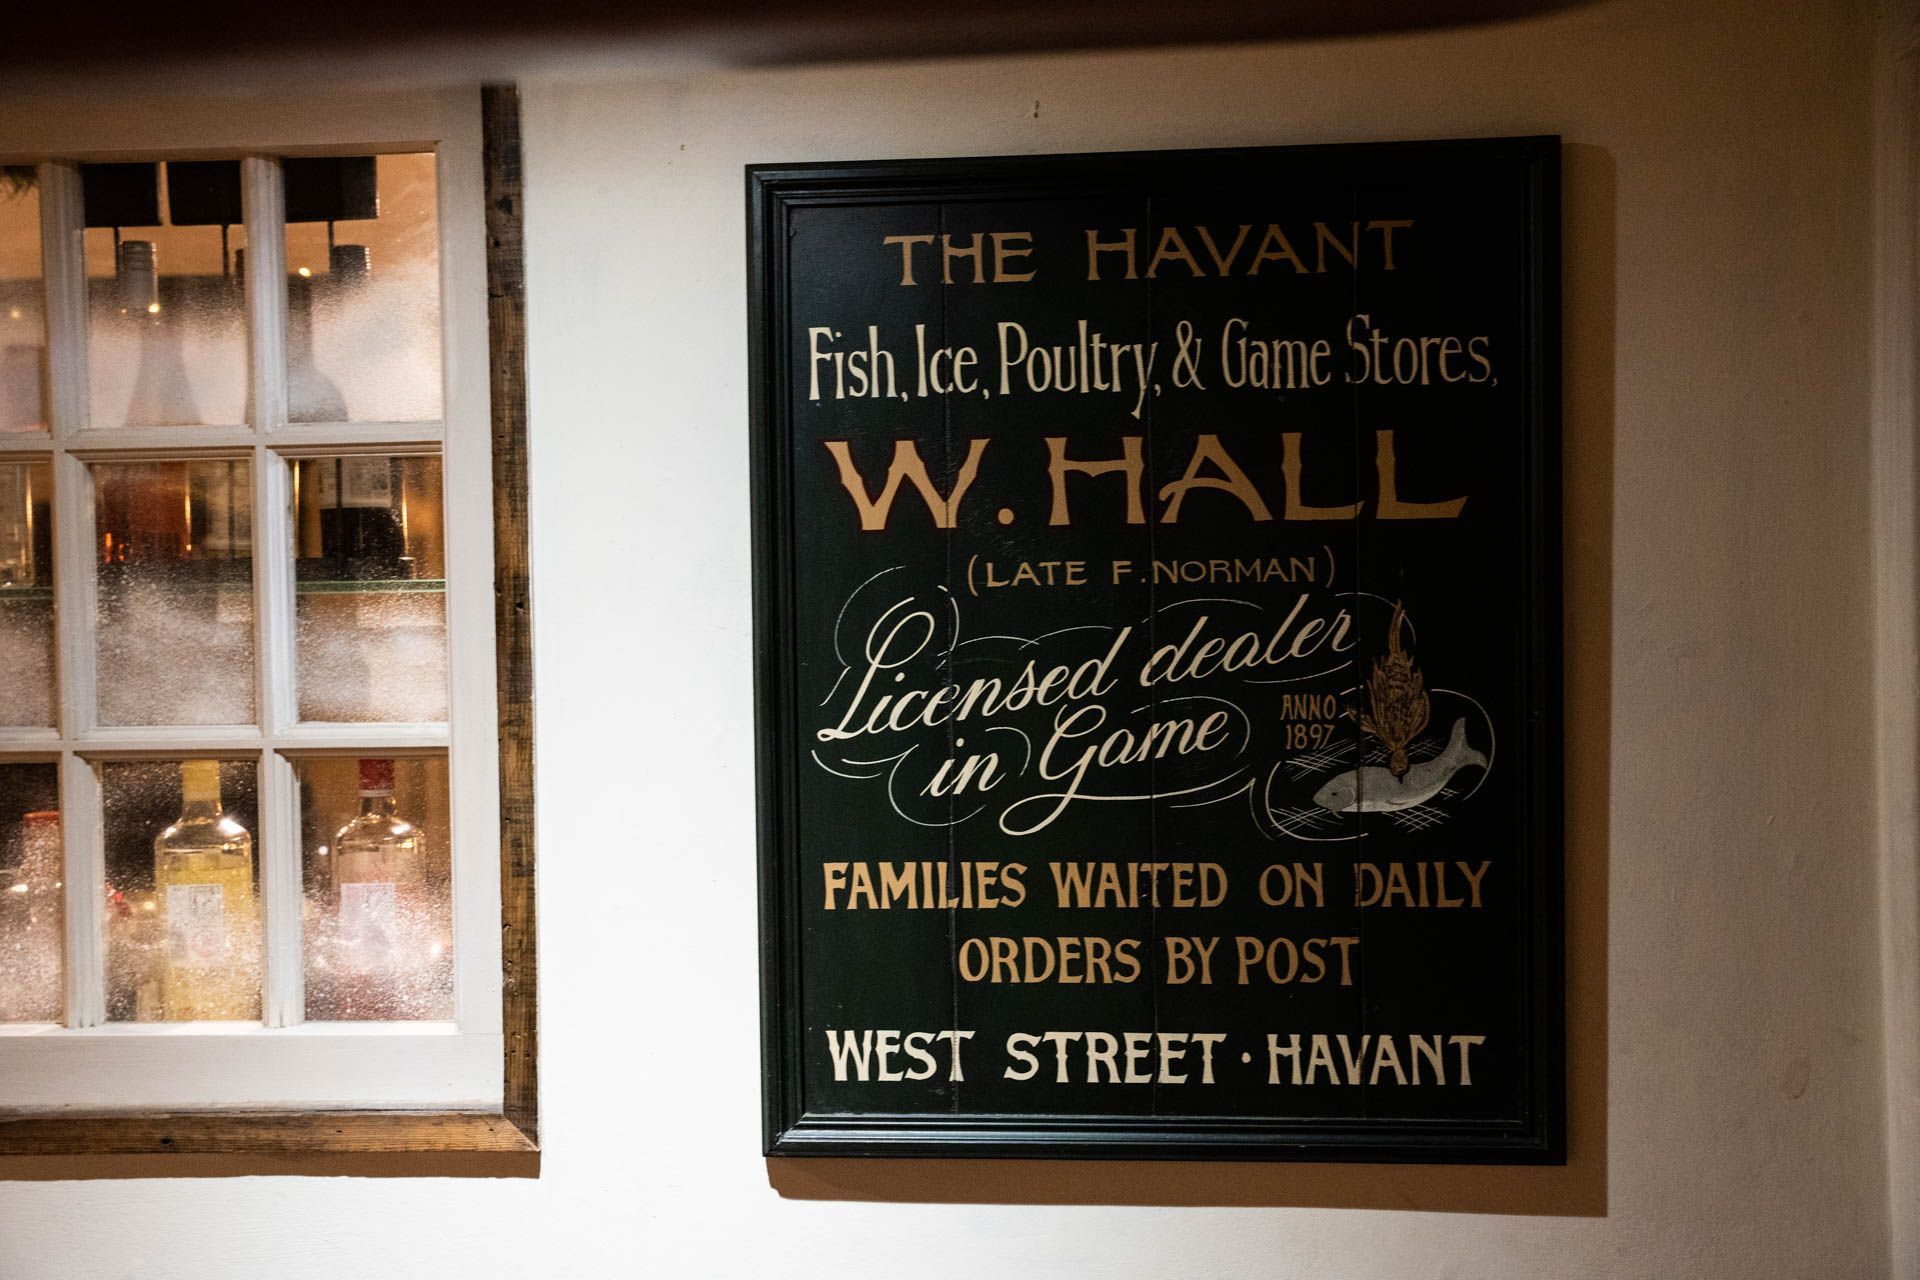 THE HAVANT
Fish, Ice, Poultry, & Game Stores,
W. HALL
(LATE F. NORMAN)
Licensed dealer
in Game
ANNO
1897
FAMILIES WAITED ON DAILY
ORDERS BY POST
WEST STREET · HAVANT